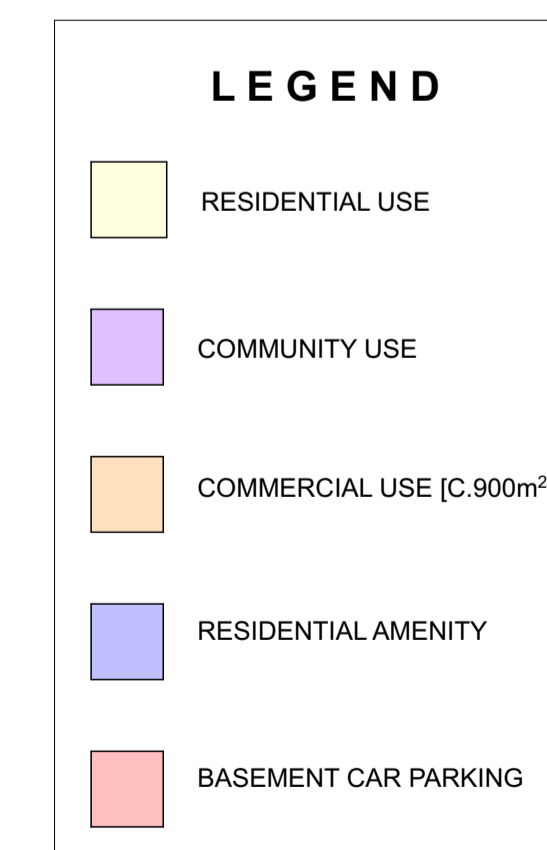 LEGEND
RESIDENTIAL USE
COMMUNITY USE
COMMERCIAL USE [C.900m²
RESIDENTIAL AMENITY
BASEMENT CAR PARKING